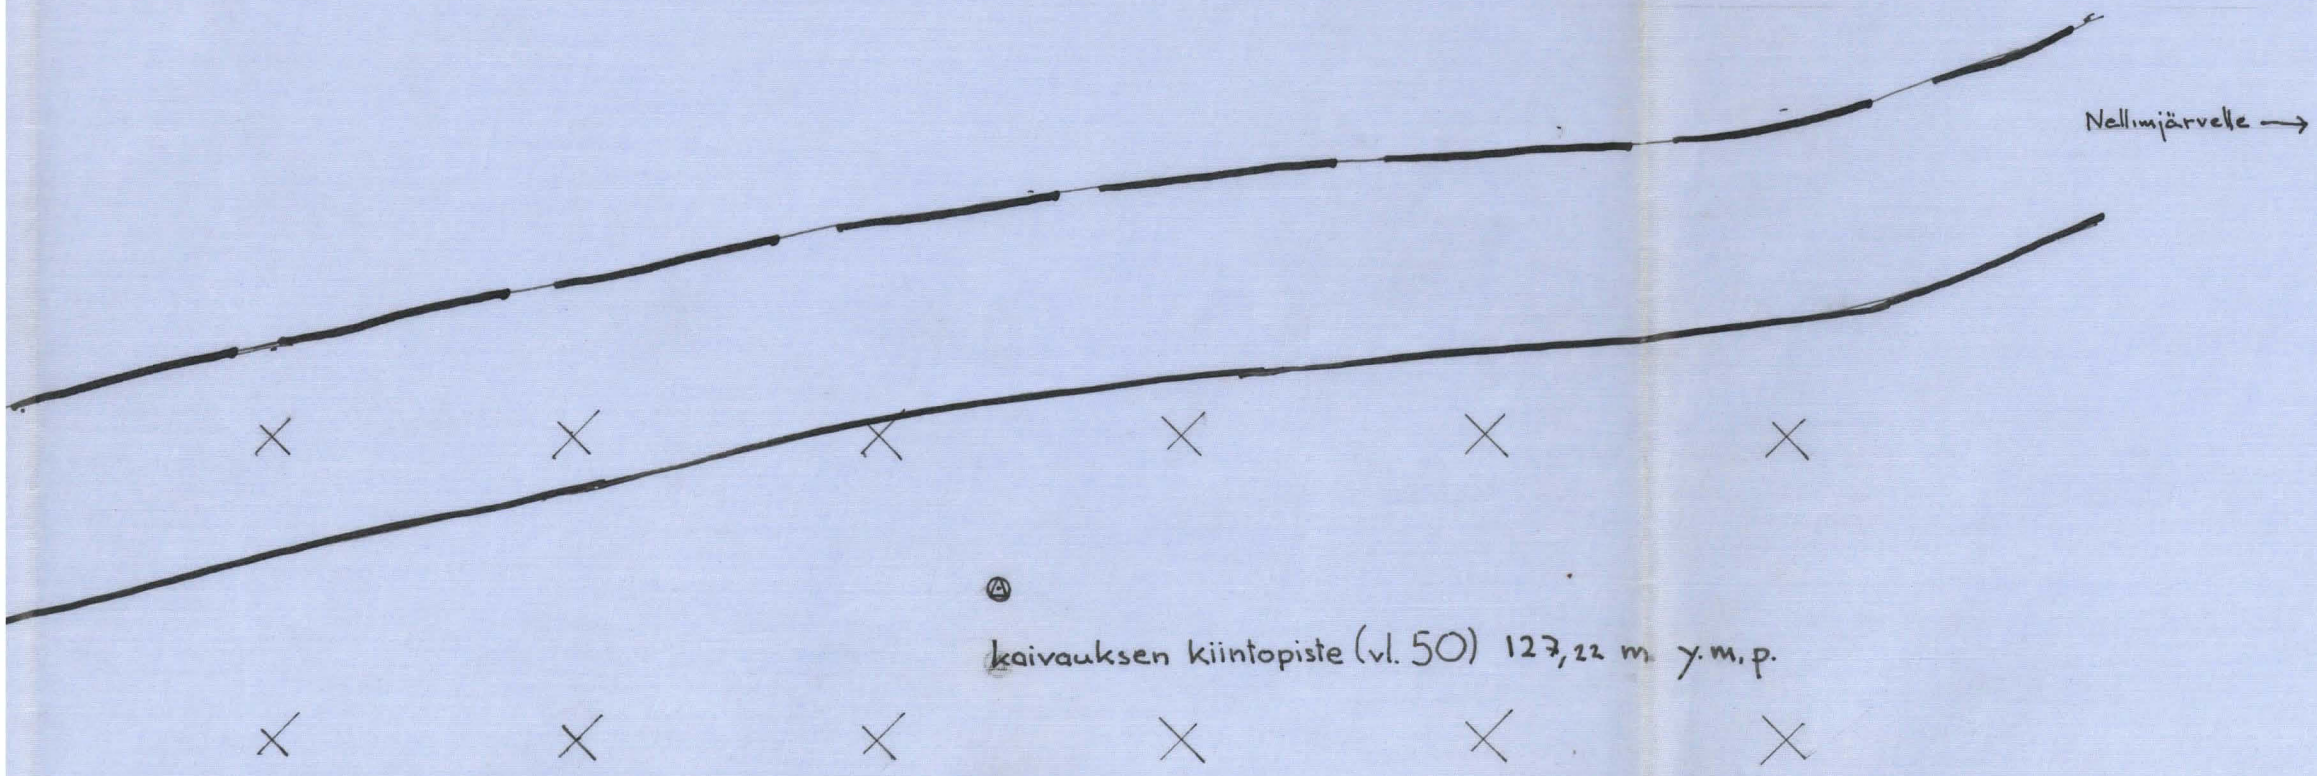 Nellimjärvelle →
kaivauksen kiintopiste (vl. 50) 127,22 m y.m.p.